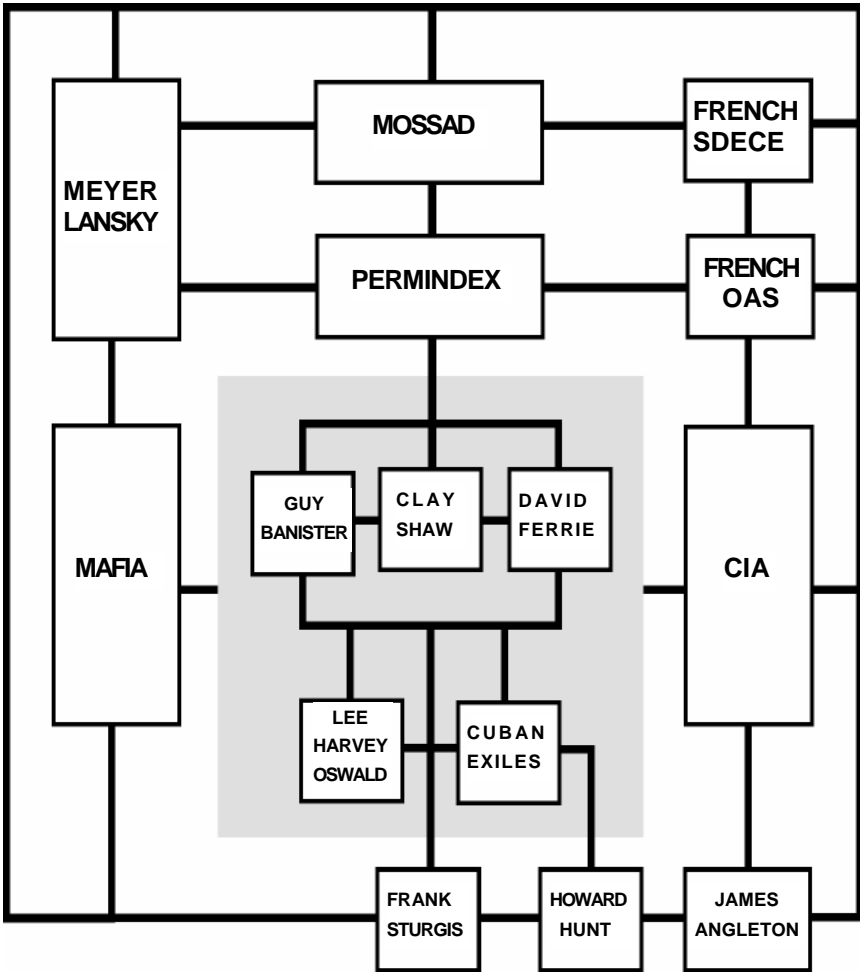 MEYER
LANSKY
MOSSAD
FRENCH
SDECE
PERMINDEX
FRENCH
OAS
MAFIA
GUY
BANISTER
CLAY
SHAW
DAVID
FERRIE
CIA
LEE
HARVEY
OSWALD
CUBAN
EXILES
FRANK
STURGIS
HOWARD
HUNT
JAMES
ANGLETON